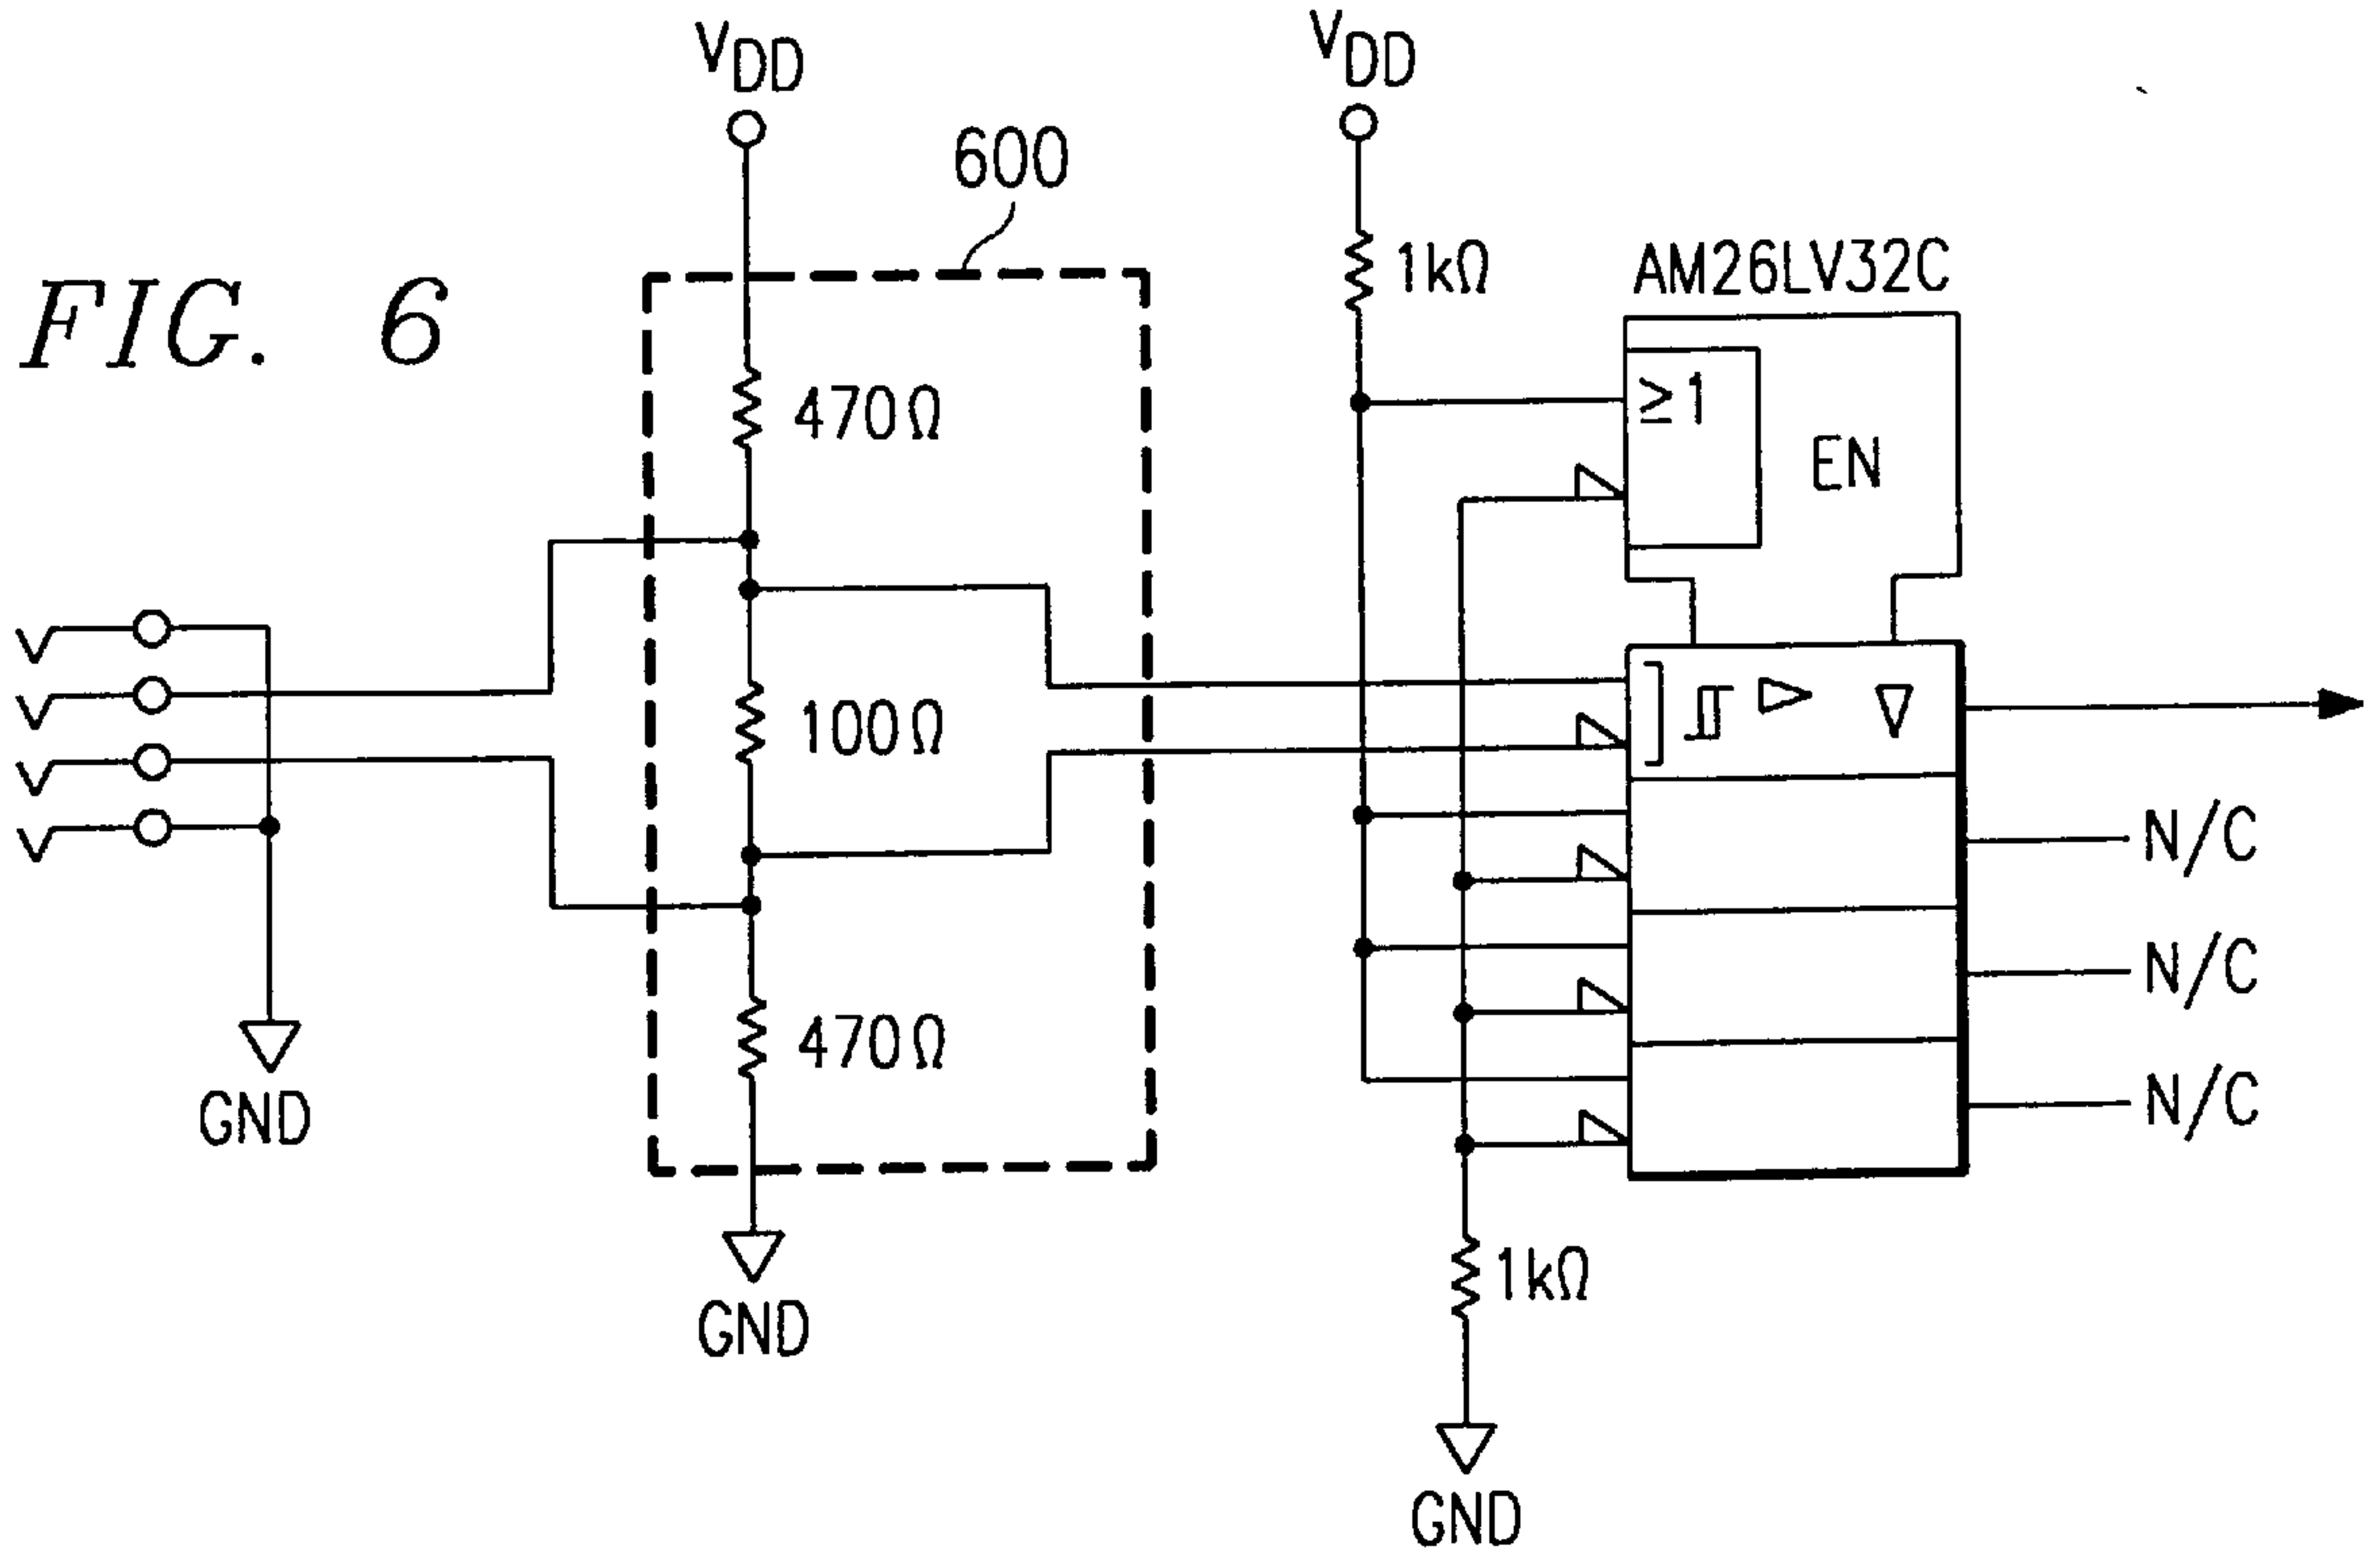 FIG. 6
VDD
600
470Ω
100Ω
470Ω
GND
GND
VDD
1kΩ
AM26LV32C
≥1
EN
N/C
N/C
N/C
1kΩ
GND